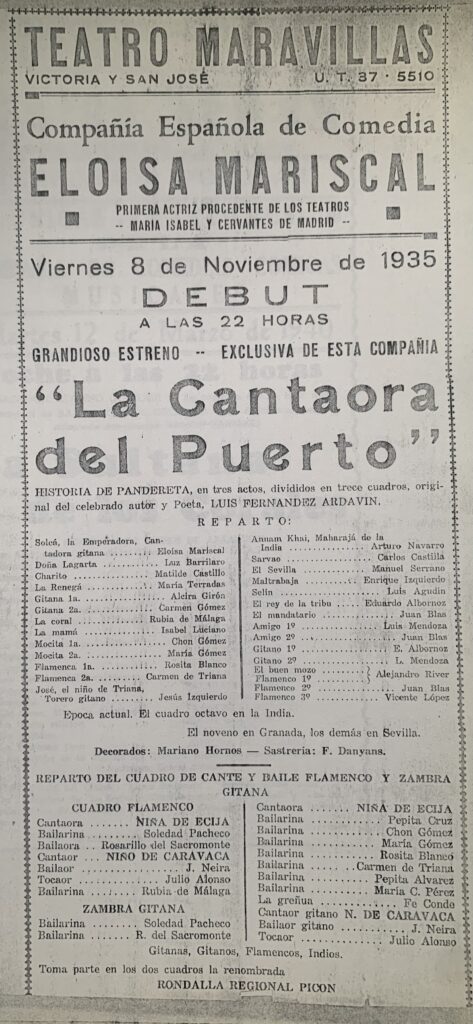 TEATRO MARAVILLAS
VICTORIA Y SAN JOSÉ U. T. 37 · 5510
Compañía Española de Comedia
ELOISA MARISCAL
PRIMERA ACTRIZ PROCEDENTE DE LOS TEATROS
-- MARIA ISABEL Y CERVANTES DE MADRID --
Viernes 8 de Noviembre de 1935
DEBUT
A LAS 22 HORAS
GRANDIOSO ESTRENO -- EXCLUSIVA DE ESTA COMPAÑIA
“La Cantaora
del Puerto”
HISTORIA DE PANDERETA, en tres actos, divididos en trece cuadros, origi-
nal del celebrado autor y Poeta, LUIS FERNANDEZ ARDAVIN.
REPARTO:
Soleá, la Emperadora, Can-
tadora gitana ........ Eloísa Mariscal
Doña Lagarta ........ Luz Barrilaro
Charito ........ Matilde Castillo
La Renegá ........ María Terradas
Gitana 1a. ........ Alcira Girón
Gitana 2a. ........ Carmen Gómez
La coral ........ Rubia de Málaga
La mamá ........ Isabel Lúciano
Mocita 1a. ........ Chon Gómez
Mocita 2a. ........ María Gómez
Flamenca 1a. ........ Rosita Blanco
Flamenca 2a. ........ Carmen de Triana
José, el niño de Triana,
Torero gitano ........ Jesús Izquierdo
Annam Khai, Maharajá de la
India ........ Arturo Navarro
Sarvao ........ Carlos Castilla
El Sevilla ........ Manuel Serrano
Maltrabaja ........ Enrique Izquierdo
Selín ........ Luis Agudín
El rey de la tribu .. Eduardo Albornoz
El mandatario ........ Juan Blas
Amigo 1º ........ Luis Mendoza
Amigo 2º ........ Juan Blas
Gitano 1º ........ E. Albornoz
Gitano 2º ........ L. Mendoza
El buen mozo ........ } Alejandro River
Flamenco 1º ........ }
Flamenco 2º ........ Juan Blas
Flamenco 3º ........ Vicente López
Epoca actual. El cuadro octavo en la India.
El noveno en Granada, los demás en Sevilla.
Decorados: Mariano Hornos — Sastrería: F. Danyans.
REPARTO DEL CUADRO DE CANTE Y BAILE FLAMENCO Y ZAMBRA
GITANA
CUADRO FLAMENCO
Cantaora ........ NIÑA DE ECIJA
Bailarina ........ Soledad Pacheco
Bailaora .. Rosarillo del Sacromonte
Cantaor ... NIÑO DE CARAVACA
Bailaor ........ J. Neira
Tocaor ........ Julio Alonso
Bailarina ........ Rubia de Málaga
ZAMBRA GITANA
Bailarina ........ Soledad Pacheco
Bailarina ........ R. del Sacromonte
Cantaora ........ NIÑA DE ECIJA
Bailarina ........ Pepita Cruz
Bailarina ........ Chon Gómez
Bailarina ........ María Gómez
Bailarina ........ Rosita Blanco
Bailarina ........ Carmen de Triana
Bailarina ........ Pepita Alvarez
Bailarina ........ María C. Pérez
La greñua ........ Fe Conde
Cantaor gitano N. DE CARAVACA
Bailaor gitano ........ J. Neira
Tocaor ........ Julio Alonso
Gitanas, Gitanos, Flamencos, Indios.
Toma parte en los dos cuadros la renombrada
RONDALLA REGIONAL PICON